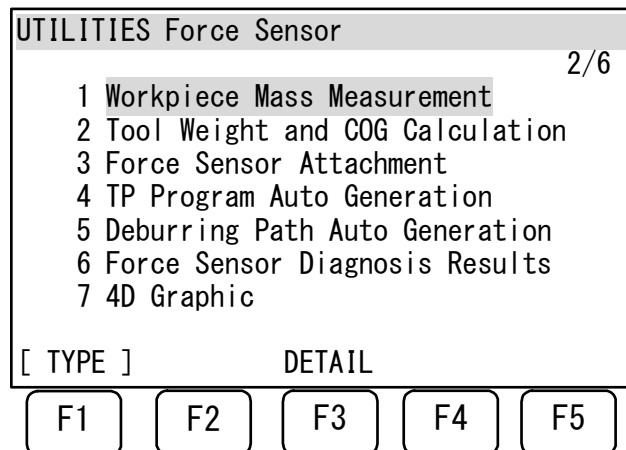 UTILITIES Force Sensor
2/6
1 Workpiece Mass Measurement
2 Tool Weight and COG Calculation
3 Force Sensor Attachment
4 TP Program Auto Generation
5 Deburring Path Auto Generation
6 Force Sensor Diagnosis Results
7 4D Graphic
[ TYPE ] DETAIL
F1 F2 F3 F4 F5